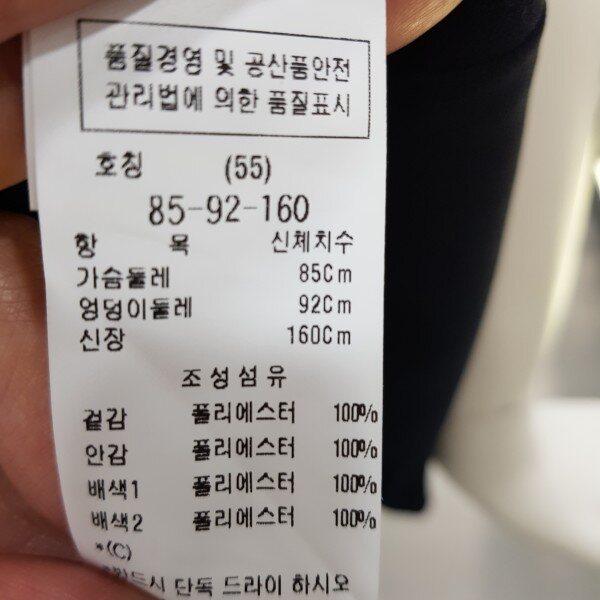 품질경영 및 공산품안전
관리법에 의한 품질표시
호칭 (55)
85-92-160
항 목 신체치수
가슴둘레 85Cm
엉덩이둘레 92Cm
신장 160Cm
조성섬유
겉감 폴리에스터 100%
안감 폴리에스터 100%
배색1 폴리에스터 100%
배색2 폴리에스터 100%
*(C)
단독 드라이 하시오